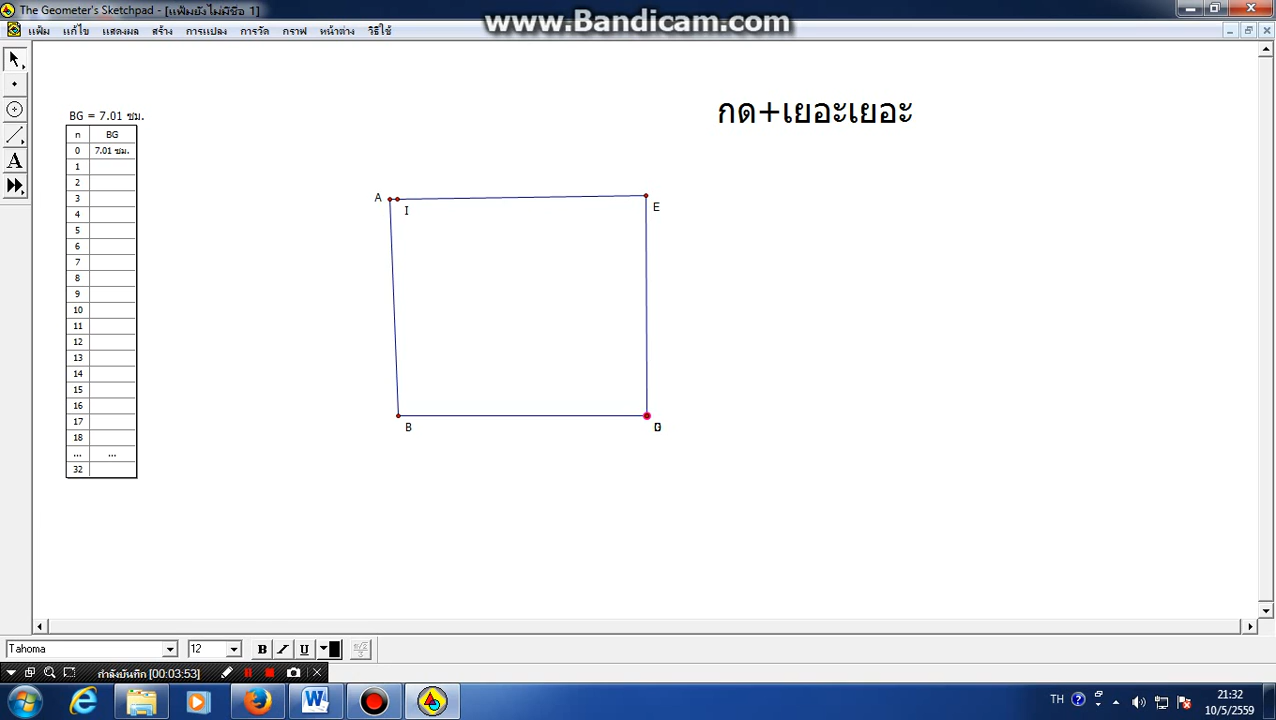 The Geometer's Sketchpad - [แฟ้มยังไม่มีชื่อ 1]
www.Bandicam.com
แฟ้ม แก้ไข แสดงผล สร้าง การแปลง การวัด กราฟ หน้าต่าง วิธีใช้
กด+เยอะเยอะ
BG = 7.01 ซม.
n BG
0 7.01 ซม.
1
2
3
4
5
6
7
8
9
10
11
12
13
14
15
16
17
18
... ...
32
A
I
E
B
A
Tahoma 12 B I U
กำลังบันทึก [00:03:53]
TH 21:32
10/5/2559